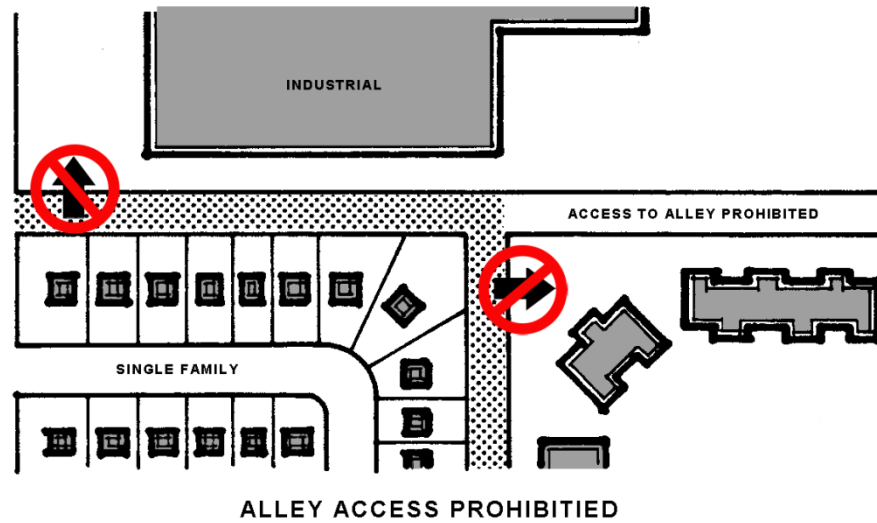 INDUSTRIAL
ACCESS TO ALLEY PROHIBITED
SINGLE FAMILY
ALLEY ACCESS PROHIBITIED